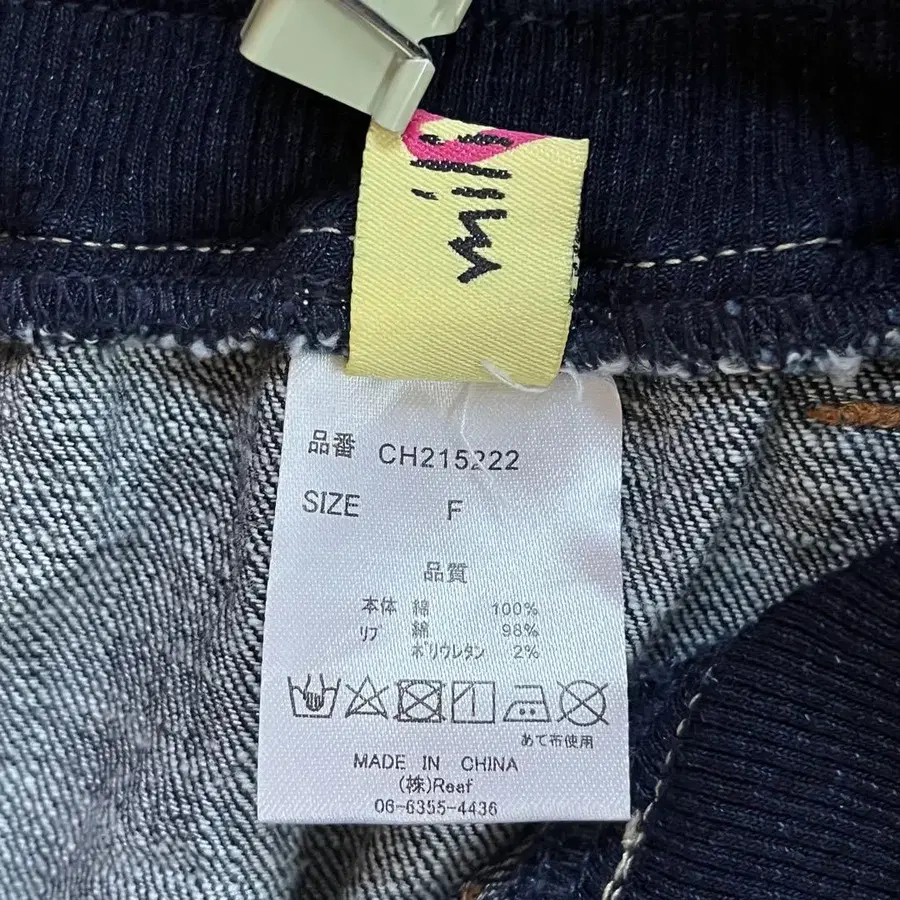 品番 CH215222
SIZE F
品質
本体 綿 100%
リブ 綿 98%
ポリウレタン 2%
あて布使用
MADE IN CHINA
(株)Reaf
06-6355-4436